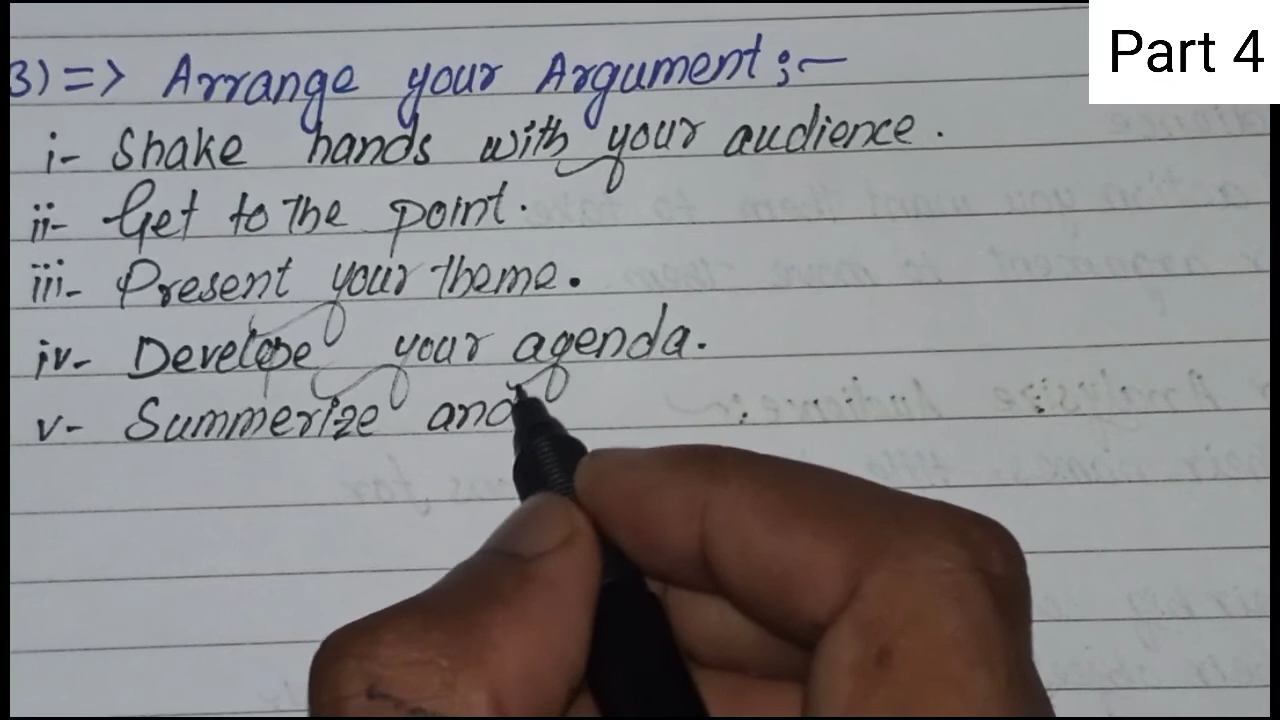 Part 4
3) => Arrange your Argument :-
i- Shake hands with your audience.
ii- Get to the point.
iii- Present your theme.
iv- Develope your agenda.
v- Summerize and